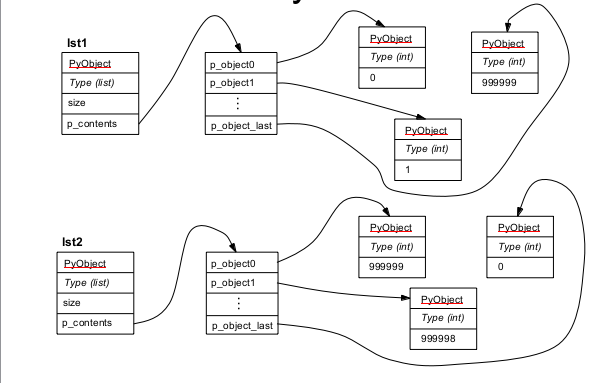 lst1
PyObject
Type (list)
size
p_contents
p_object0
p_object1
⋮
p_object_last
PyObject
Type (int)
0
PyObject
Type (int)
999999
PyObject
Type (int)
1
lst2
PyObject
Type (list)
size
p_contents
p_object0
p_object1
⋮
p_object_last
PyObject
Type (int)
999999
PyObject
Type (int)
0
PyObject
Type (int)
999998